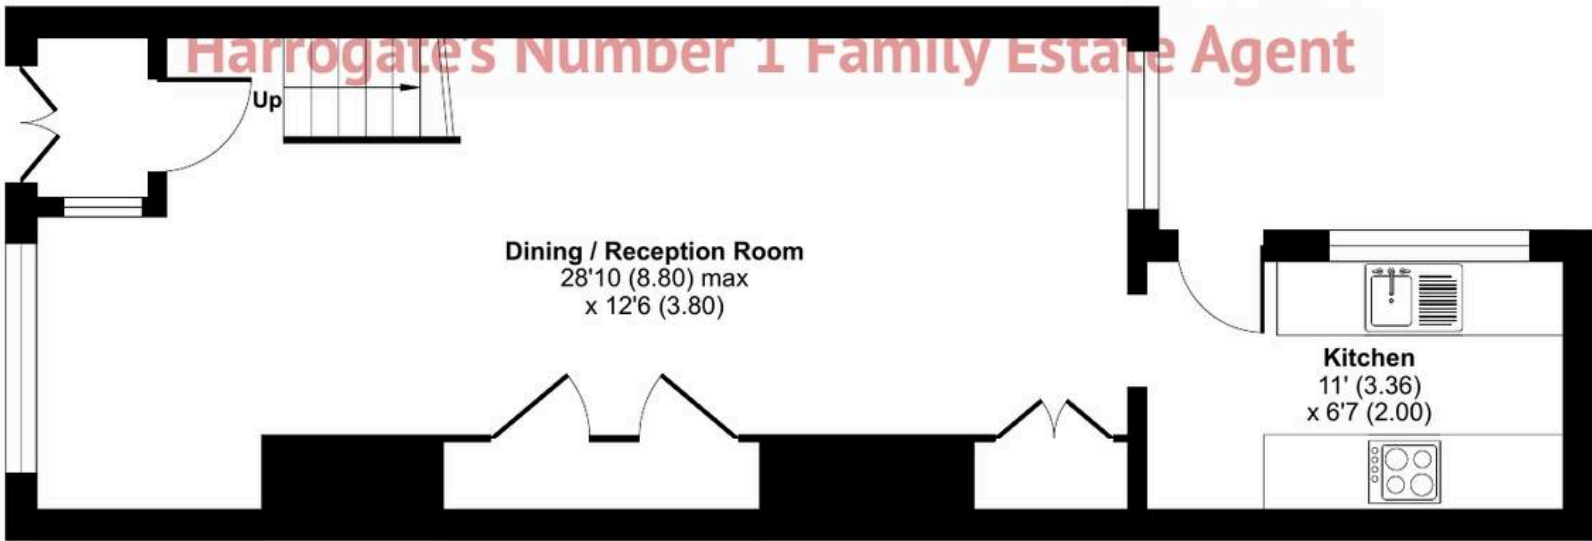 Harrogate's Number 1 Family Estate Agent
Up
Dining / Reception Room
28'10 (8.80) max
x 12'6 (3.80)
Kitchen
11' (3.36)
x 6'7 (2.00)